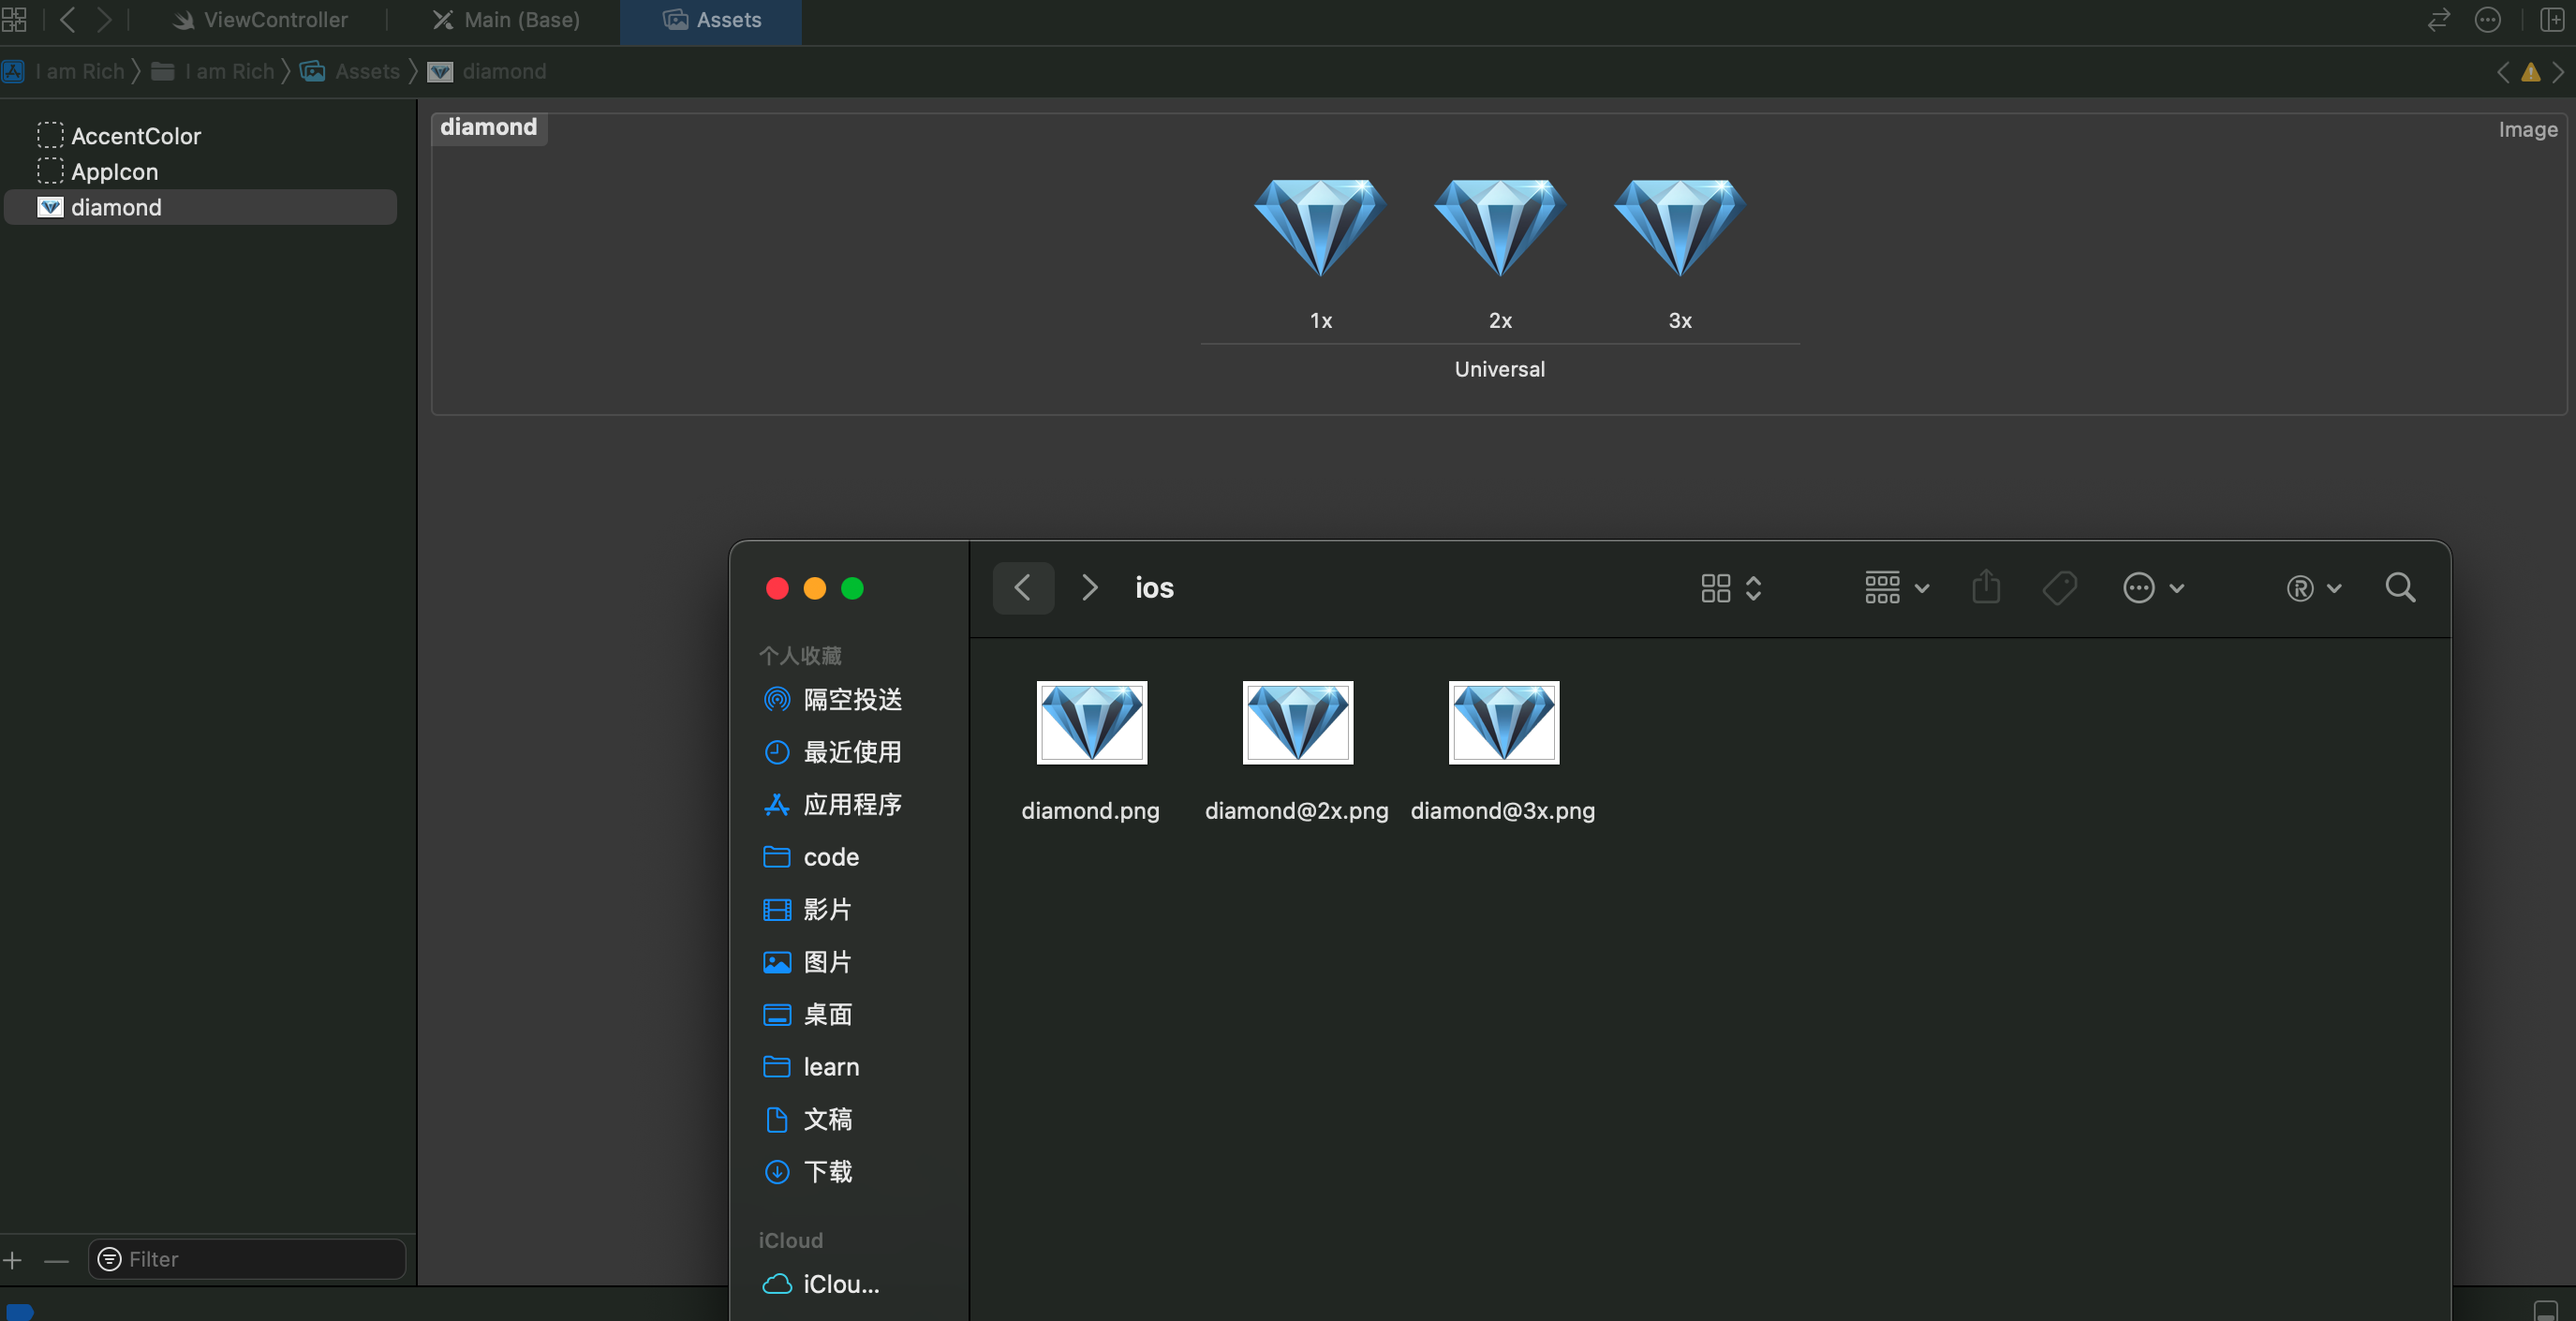 ViewController
Main (Base)
Assets
I am Rich
I am Rich
Assets
diamond
AccentColor
AppIcon
diamond
diamond
Image
1x
2x
3x
Universal
Filter
ios
个人收藏
隔空投送
最近使用
应用程序
code
影片
图片
桌面
learn
文稿
下载
iCloud
iClou...
diamond.png
diamond@2x.png
diamond@3x.png